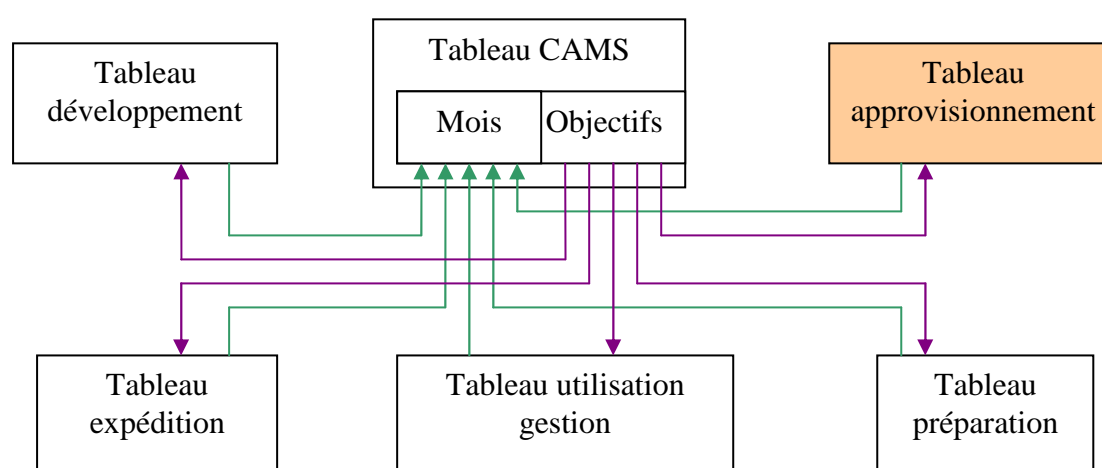 Tableau
développement
Tableau CAMS
Mois
Objectifs
Tableau
approvisionnement
Tableau
expédition
Tableau utilisation
gestion
Tableau
préparation